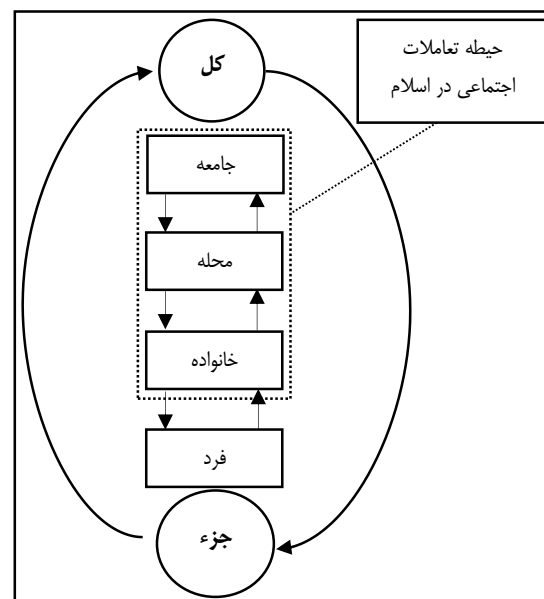 کل
حیطه تعاملات
اجتماعی در اسلام
جامعه
محله
خانواده
فرد
جزء